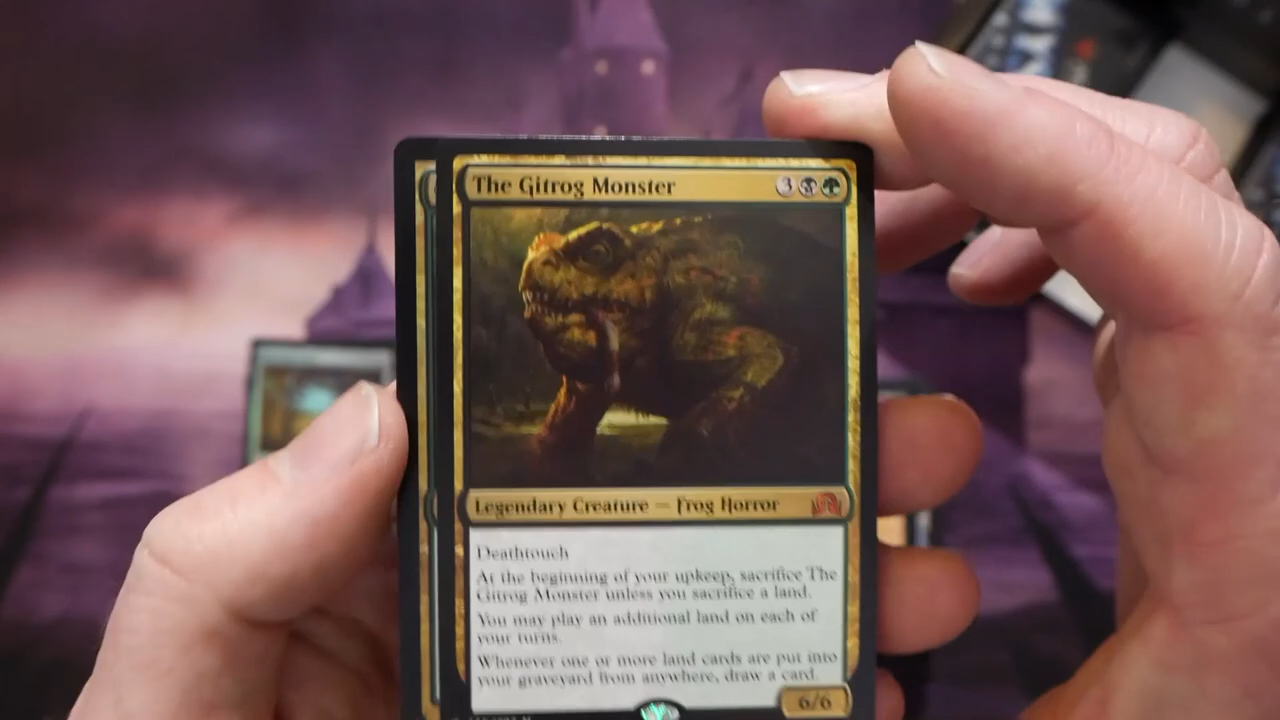 The Gitrog Monster 3
Legendary Creature — Frog Horror
Deathtouch
At the beginning of your upkeep, sacrifice The
Gitrog Monster unless you sacrifice a land.
You may play an additional land on each of
your turns.
Whenever one or more land cards are put into
your graveyard from anywhere, draw a card.
6/6